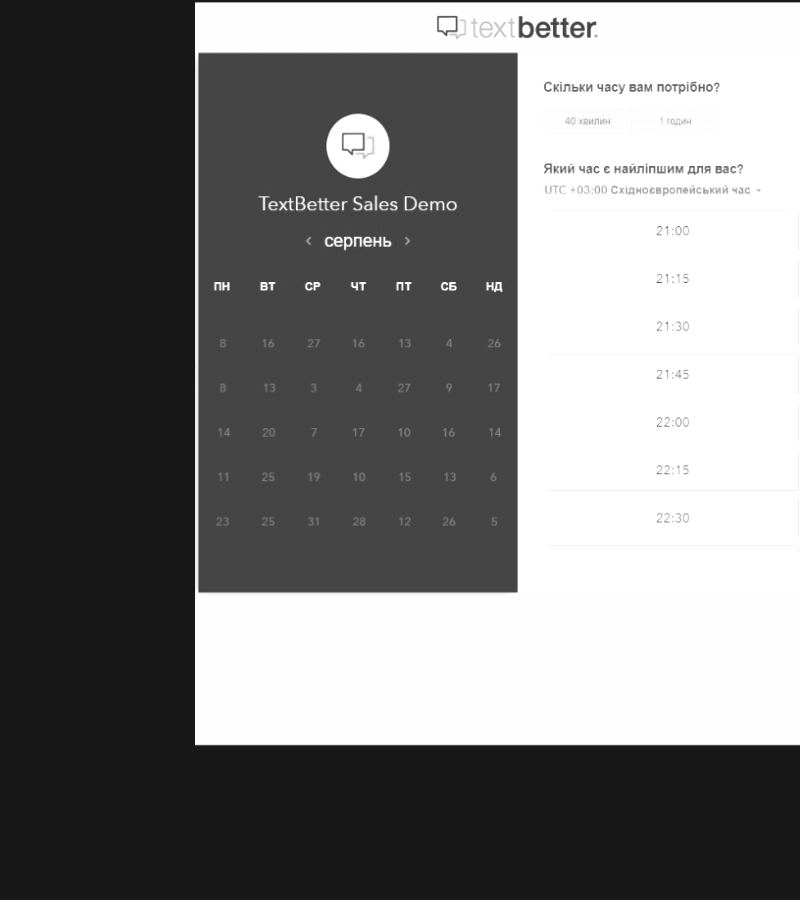 textbetter.
TextBetter Sales Demo
серпень
ПН ВТ СР ЧТ ПТ СБ НД
8 16 27 16 13 4 26
8 13 3 4 27 9 17
14 20 7 17 10 16 14
11 25 19 10 15 13 6
23 25 31 28 12 26 5
Скільки часу вам потрібно?
40 хвилин 1 годин
Який час є найліпшим для вас?
UTC +03:00 Східноєвропейський час
21:00
21:15
21:30
21:45
22:00
22:15
22:30